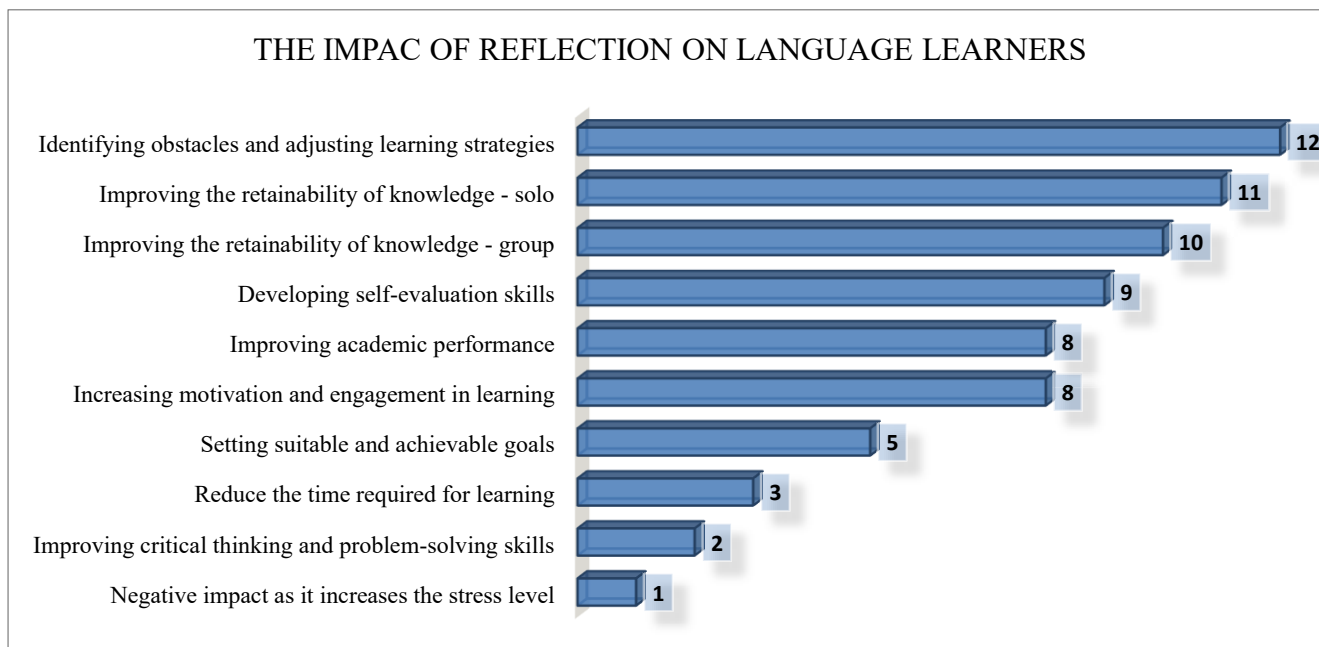 THE IMPAC OF REFLECTION ON LANGUAGE LEARNERS
Identifying obstacles and adjusting learning strategies 12
Improving the retainability of knowledge - solo 11
Improving the retainability of knowledge - group 10
Developing self-evaluation skills 9
Improving academic performance 8
Increasing motivation and engagement in learning 8
Setting suitable and achievable goals 5
Reduce the time required for learning 3
Improving critical thinking and problem-solving skills 2
Negative impact as it increases the stress level 1